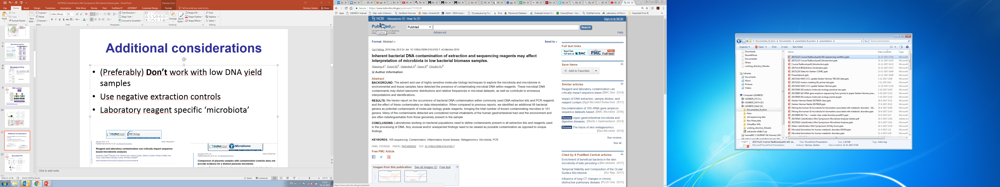 20170516 CarboKinetics Mini Symposium Microbiota Analyses.pptx - PowerPoint
Drawing Tools
Hermes, Gerben
Share
File
Home
Insert
Design
Transitions
Animations
Slide Show
Review
View
EndNote X7
ACROBAT
Corporate Design
Format
Tell me what you want to do...
Paste
Cut
Copy
Format Painter
New Slide
Layout
Reset
Section
Calibri (Body)
32
Text Direction
Align Text
Convert to SmartArt
Arrange
Quick Styles
Shape Fill
Shape Outline
Shape Effects
Find
Replace
Select
Clipboard
Slides
Font
Paragraph
Drawing
Editing
7
Microbial biomarkers
8
Microbiota profiling
9
DNA isolation
10
11
Additional considerations
12
Barcoded PCR
Additional considerations
• (Preferably) Don't work with low DNA yield
samples
• Use negative extraction controls
• Laboratory reagent specific 'microbiota'
BioMed Central
BMC Biology
Reagent and laboratory contamination can critically impact sequence-
based microbiome analyses
BioMed Central
Microbiome
Comparison of placenta samples with contamination controls does not
provide evidence for a distinct placenta microbiota
Click to add notes
Slide 11 of 36
Dutch (Netherlands)
Notes
Comments
125 %
EN
17:22
21-11-2017
Secure
https://www.ncbi.nlm.nih.gov/pubmed/27239228
Apps
USEARCH manual
http--ssb1-Chemical
GenBank Overview
https--intranet.tifn
KAAS - KEGG Autom
Pyrosequencing Tool
Silva
Ribosomal Database
Graduate School VL
ScienceDirect - Hom
PubMed home
Laboratory of Microb
Imported From IE
NCBI
Resources
How To
Sign in to NCBI
PubMed.gov
US National Library of Medicine
PubMed
PubMed
Search
Advanced
Help
Format: Abstract
Send to
Gut Pathog. 2016 May 26;8:24. doi: 10.1186/s13099-016-0103-7. eCollection 2016.
Inherent bacterial DNA contamination of extraction and sequencing reagents may affect
interpretation of microbiota in low bacterial biomass samples.
Glassing A1, Dowd SE2, Galandiuk S3, Davis B4, Chiodini RJ5.
Author information
Abstract
BACKGROUND: The advent and use of highly sensitive molecular biology techniques to explore the microbiota and microbiome in
environmental and tissue samples have detected the presence of contaminating microbial DNA within reagents. These microbial DNA
contaminants may distort taxonomic distributions and relative frequencies in microbial datasets, as well as contribute to erroneous
interpretations and identifications.
RESULTS: We herein report on the occurrence of bacterial DNA contamination within commonly used DNA extraction kits and PCR reagents
and the effect of these contaminates on data interpretation. When compared to previous reports, we identified an additional 88 bacterial
genera as potential contaminants of molecular biology grade reagents, bringing the total number of known contaminating microbes to 181
genera. Many of the contaminants detected are considered normal inhabitants of the human gastrointestinal tract and the environment and
are often indistinguishable from those genuinely present in the sample.
CONCLUSIONS: Laboratories working on bacterial populations need to define contaminants present in all extraction kits and reagents used
in the processing of DNA. Any unusual and/or unexpected findings need to be viewed as possible contamination as opposed to unique
findings.
KEYWORDS: 16S sequencing; Contamination; Inflammatory bowel disease; Metagenomics; Microbiota; PCR
PMID: 27239228 PMCID: PMC4882852 DOI: 10.1186/s13099-016-0103-7
Free PMC Article
Images from this publication.
See all images (2)
Free text
https://www.ncbi.nlm.nih.gov/pubmed
Full text links
Read free full text at BMC
PMC FREE Full text
Save items
Add to Favorites
Similar articles
Reagent and laboratory contamination can
critically impact sequence-base [BMC Biol. 2014]
Impact of DNA extraction, sample dilution, and
reagent contam [Appl Microbiol Biotechnol. 2017]
Decontamination of 16S rRNA gene amplicon
sequence datasets based [BMC Microbiol. 2016]
Review Upper gastrointestinal microbiota and
digestive diseases. [World J Gastroenterol. 2013]
Review The future of skin metagenomics.
[Res Microbiol. 2014]
See reviews...
See all...
Cited by 9 PubMed Central articles
Enrichment of beneficial bacteria in the skin
microbiota of bats persisting v [Microbiome. 2017]
Temporal Stability and Composition of the Ocular
Surface Microbiome. [Sci Rep. 2017]
Influence of lung CT changes in chronic
obstructive pulmonary disease [PLoS One. 2017]
Documenten_N_drive
Documenten
presentaties & posters
presentations
Search presentations
Organise
Open
Print
E-mail
New folder
Downloads
RecentPlaces
Documenten
library
working_directory_Rstudio
Libraries
Documents
Music
Pictures
Videos
Computer (L0146835)
L0146835_SYS (C:)
L0146835_DATA (D:)
L0146835_Data2 (E:)
Documenten_N_drive
fotos
old sequencing data
Raw Hiseq data
VirtualBox VMs
working_directory_Rstudio
wetransfer-b9d6c7.zip
Name
Date modified
Type
20171123 Course Radboud.part2.16S sequencing workflow.pptx 21-11-2017 17:04 Microsoft
20171123 Course Radboud.part1.Introduction.pptx 21-11-2017 14:35 Microsoft
Course Radboud.part1.Introduction.pptx 21-11-2017 14:22 Microsoft
20171114 IBSQUtrition Amsterdam.pptx 14-11-2017 10:17 Microsoft
20171120 Slides for Gerben COMIC.pptx 13-11-2017 19:48 Microsoft
Presentation1.pptx 12-11-2017 18:06 Microsoft
20171102 NWO CCC update Gerben Hermes TIM 16S data.pptx 3-11-2017 13:06 Microsoft
20171102 moleco meeting 16s primer test.pptx 2-11-2017 8:42 Microsoft
20171010 NWO CCC update Gerben Hermes.pptx 11-10-2017 12:54 Microsoft
20171004 16S analysis molecular ecology practical new.pptx 5-10-2017 14:03 Microsoft
20170600 16S rRNA gene amplicon sequencing from primer to paper Gerben Hermes june... 5-10-2017 11:52 Microsoft
20170929 16S analysis molecular ecology practical.pptx 5-10-2017 11:45 Microsoft
Gerben Hermes Nestle 20170629 clean.pptx 28-6-2017 11:29 Microsoft
Gerben Hermes Nestle 20170629.pptx 27-6-2017 20:21 Microsoft
Mining the human GI microbiota for biomarkers associated with metabolic disorders - Mi... 26-6-2017 16:09 Microsoft
Mining the human GI microbiota for biomarkers associated with metabolic disorders.pptx 16-6-2017 11:43 Microsoft
20170600 NG-Tax -- master class wiebe Kooistra june2017.pptx 15-6-2017 0:27 Microsoft
20170516 CarboKinetics Mini Symposium Microbiota Analyses Gerben.pdf 16-5-2017 13:41 Adobe Ac
20170516 CarboKinetics Mini Symposium Microbiota Analyses.pptx 16-5-2017 13:41 Microsoft
Slides CarboKinetics Mini Symposium 16 May Erwin.pptx 16-5-2017 13:34 Microsoft
Microbial biomarkers for human metabolic disorders KNVM.pptx 11-4-2017 1:21 Microsoft
Microbial biomarkers for human metabolic disorders.pptx 11-4-2017 0:28 Microsoft
20171123 Course Radboud.part2.16S se...
Microsoft PowerPoint Presentation
Title: PowerPoint Presentation
Authors: Hermes, Gerben
Size: 1.29 MB
Date modified: 21-11-2017 17:04
Tags: Add a tag